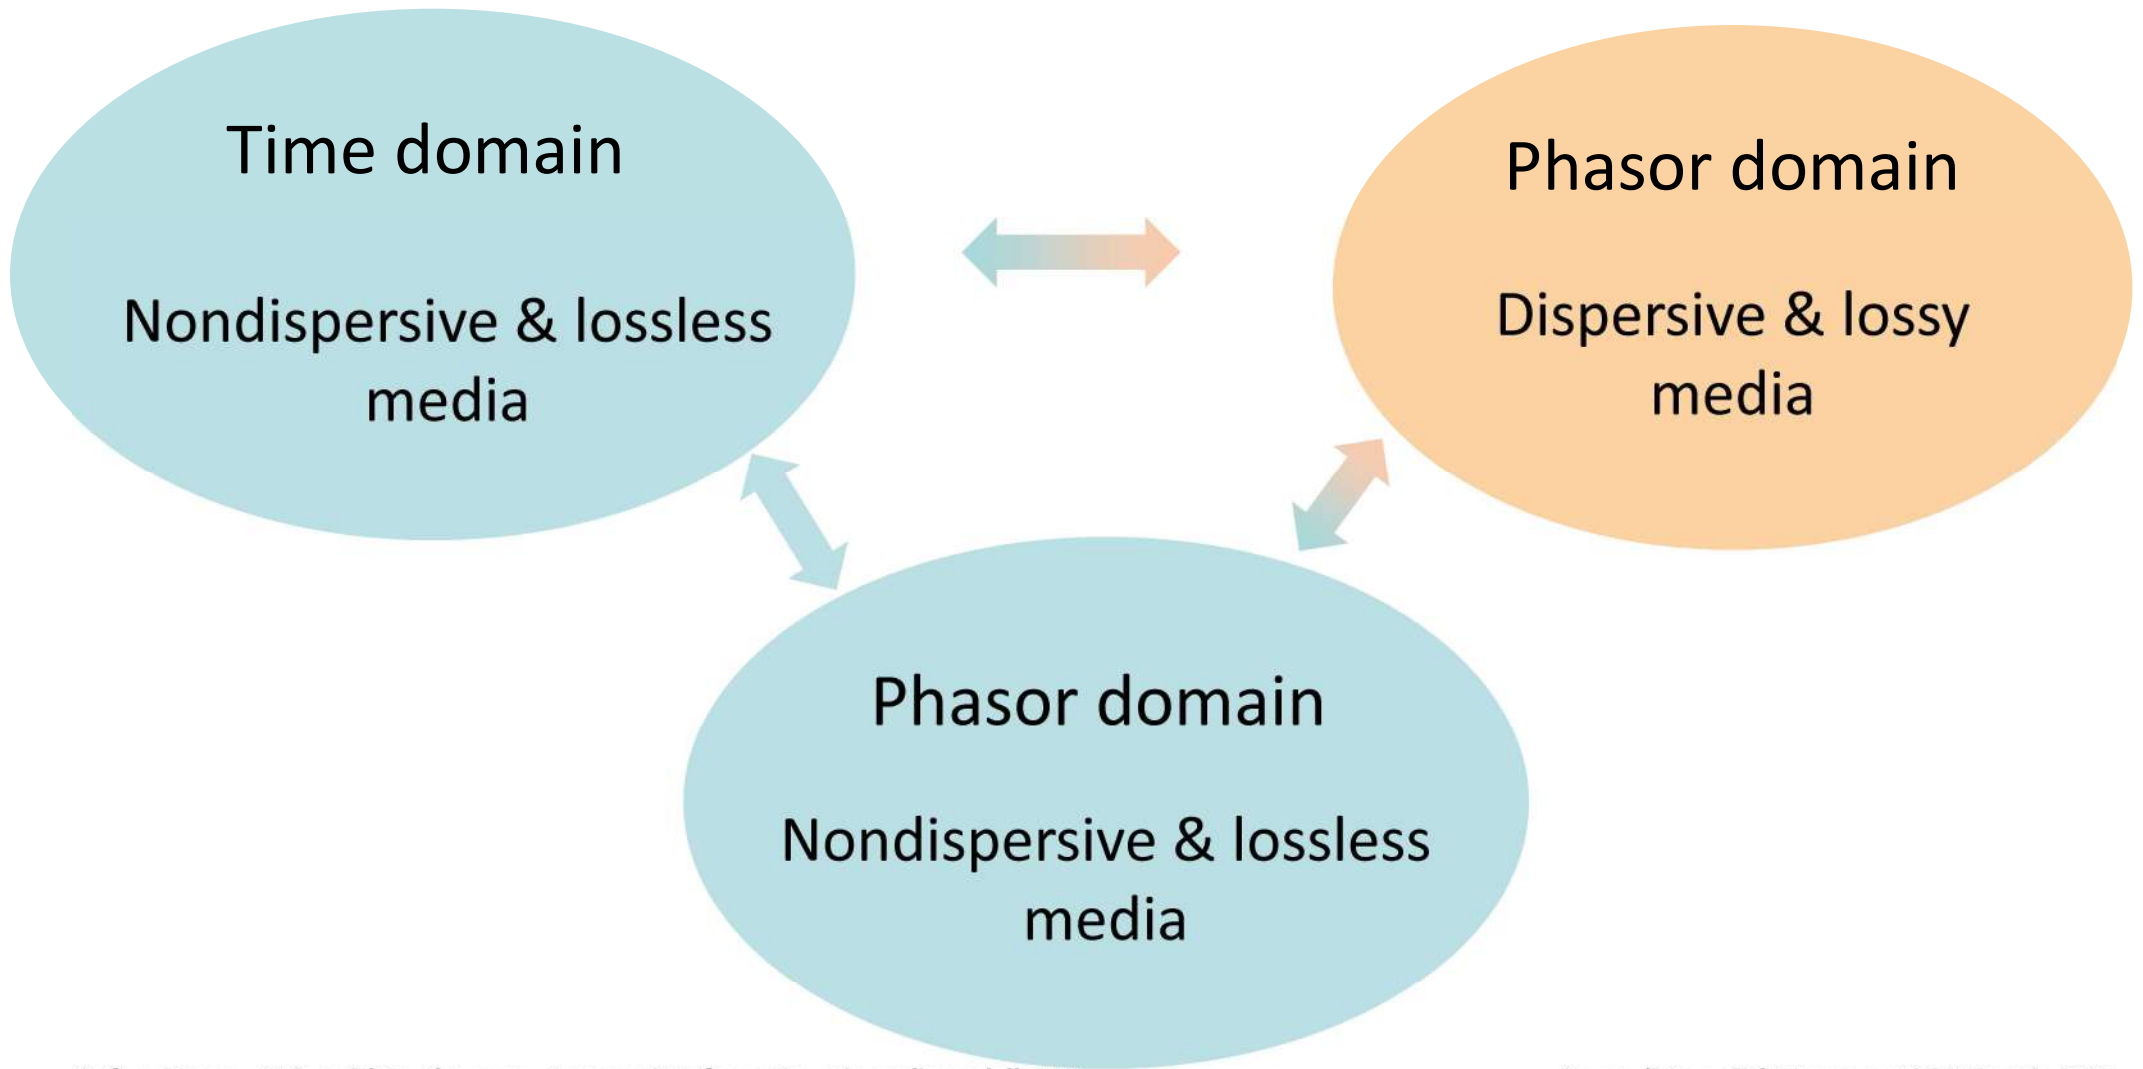 Time domain
Nondispersive & lossless
media
Phasor domain
Dispersive & lossy
media
Phasor domain
Nondispersive & lossless
media